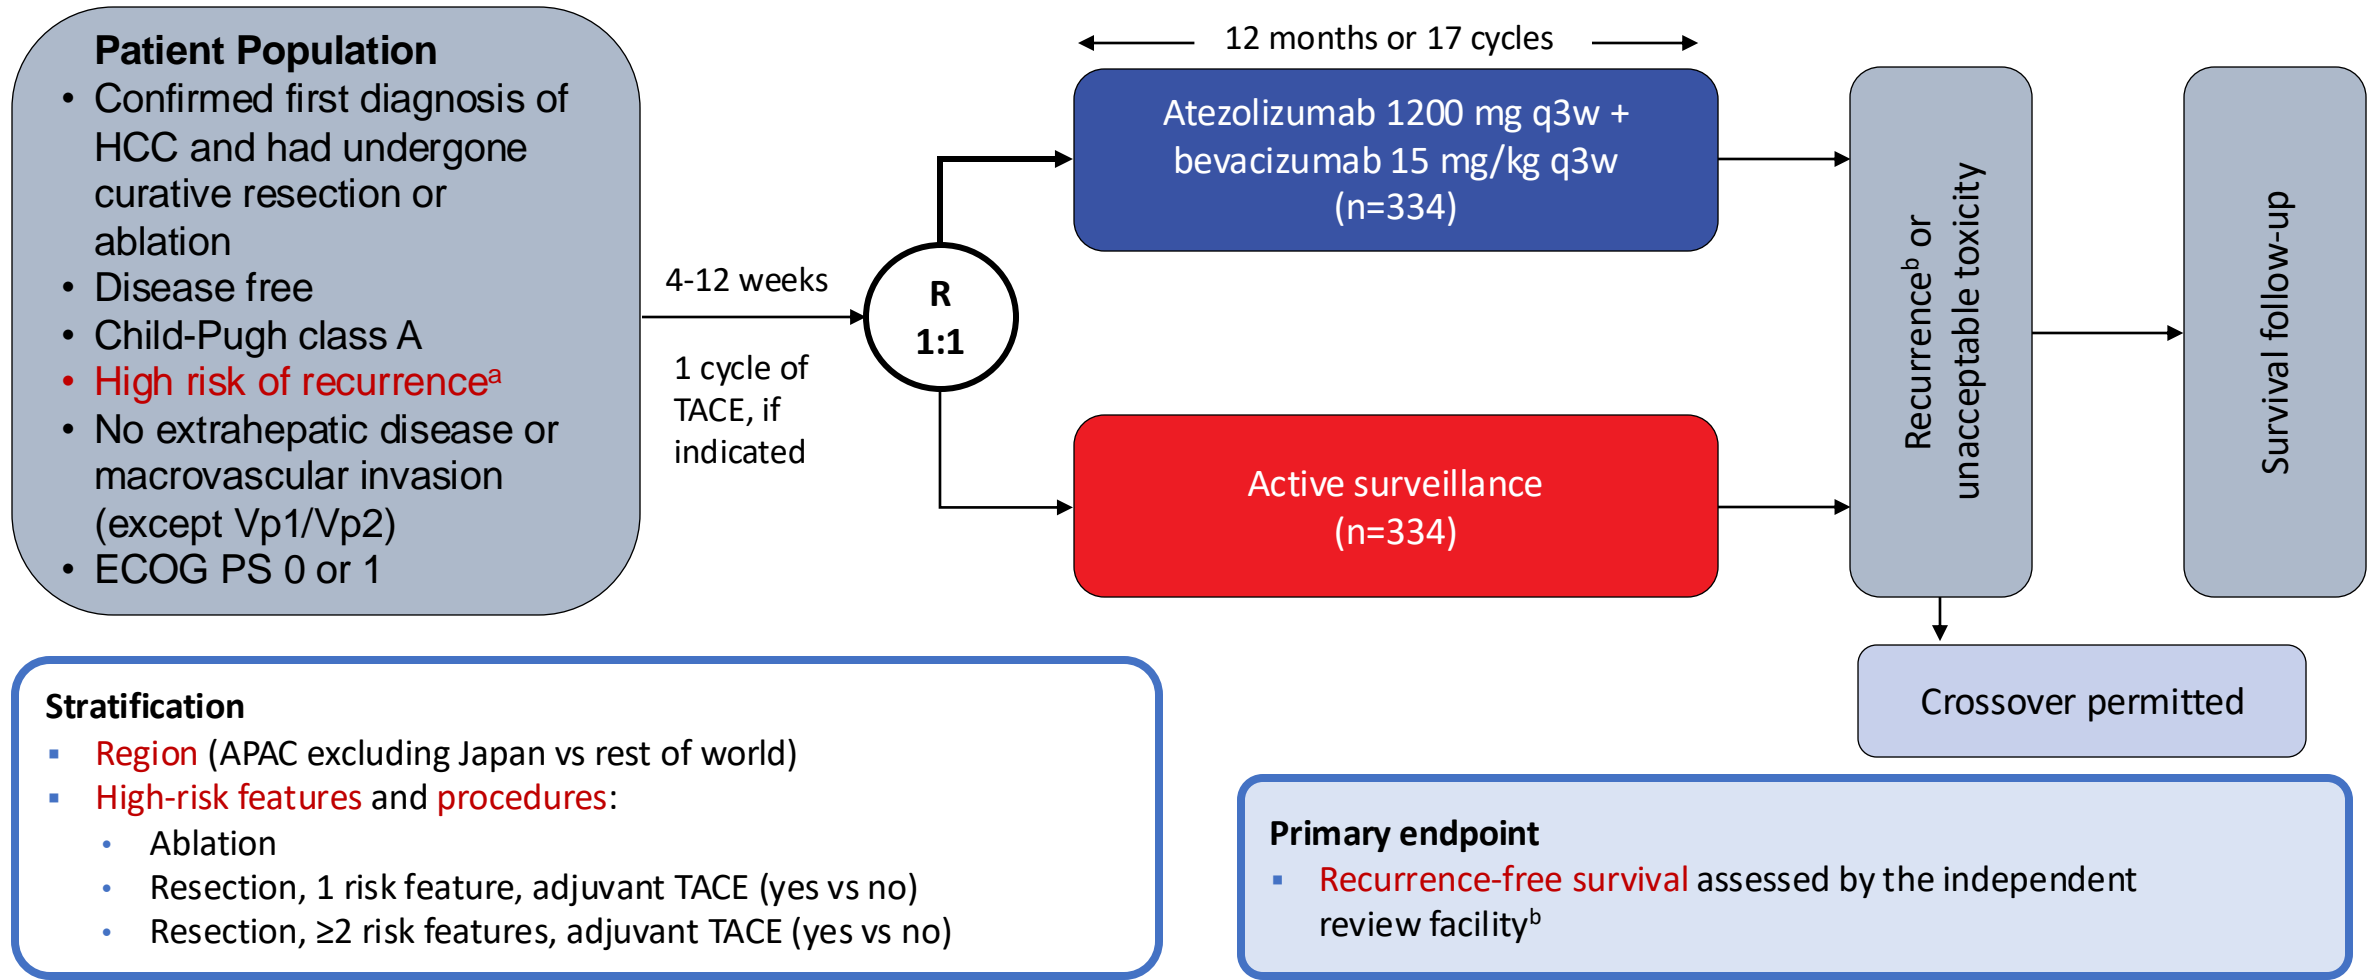 Patient Population
• Confirmed first diagnosis of
HCC and had undergone
curative resection or
ablation
• Disease free
• Child-Pugh class A
• High risk of recurrenceᵃ
• No extrahepatic disease or
macrovascular invasion
(except Vp1/Vp2)
• ECOG PS 0 or 1
4-12 weeks
1 cycle of
TACE, if
indicated
R
1:1
12 months or 17 cycles
Atezolizumab 1200 mg q3w +
bevacizumab 15 mg/kg q3w
(n=334)
Active surveillance
(n=334)
Recurrenceᵇ or
unacceptable toxicity
Survival follow-up
Crossover permitted
Stratification
▪ Region (APAC excluding Japan vs rest of world)
▪ High-risk features and procedures:
• Ablation
• Resection, 1 risk feature, adjuvant TACE (yes vs no)
• Resection, ≥2 risk features, adjuvant TACE (yes vs no)
Primary endpoint
▪ Recurrence-free survival assessed by the independent
review facilityᵇ